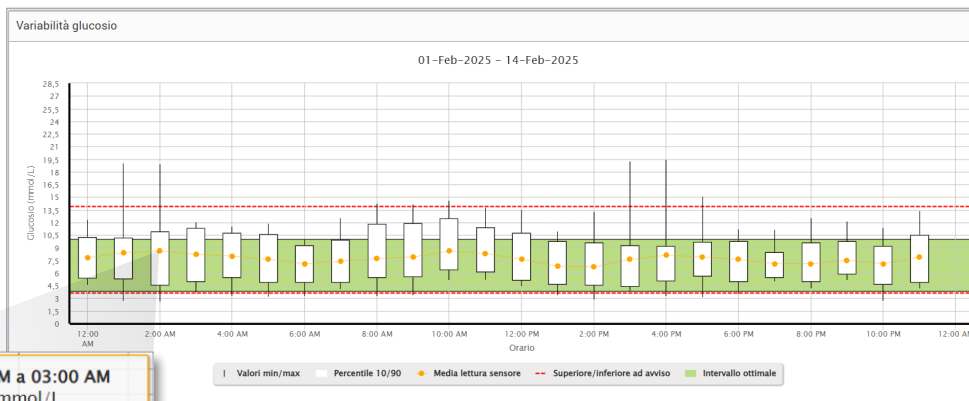 Variabilità glucosio
01-Feb-2025 - 14-Feb-2025
28,5
27
25,5
24
22,5
21
19,5
18
16,5
15
13,5
12
10,5
9
7,5
6
4,5
3
1,5
0
Glucosio (mmol/L)
12:00 AM 2:00 AM 4:00 AM 6:00 AM 8:00 AM 10:00 AM 12:00 PM 2:00 PM 4:00 PM 6:00 PM 8:00 PM 10:00 PM 12:00 AM
Orario
Valori min/max Percentile 10/90 Media lettura sensore Superiore/inferiore ad avviso Intervallo ottimale
a 03:00 AM
mmol/L